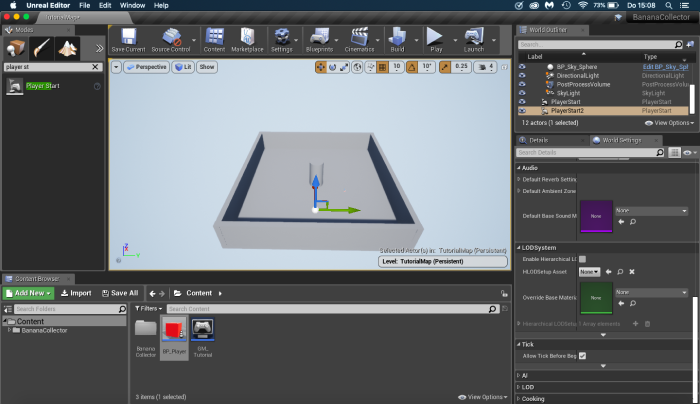 Unreal Editor File Edit Window Help 73% Do 15:08
TutorialMap BananaCollector
Modes
player st
Player Start
Save Current Source Control Content Marketplace Settings Blueprints Cinematics Build Play Launch
Perspective Lit Show 10 10° 0.25 4
Selected Actor(s) in: TutorialMap (Persistent)
Level: TutorialMap (Persistent)
World Outliner
Search...
Label Type
BP_Sky_Sphere Edit BP_Sky_Spl
DirectionalLight DirectionalLight
PostProcessVolume PostProcessVolume
SkyLight SkyLight
PlayerStart PlayerStart
PlayerStart2 PlayerStart
12 actors (1 selected) View Options
Details World Settings
Search Details
Audio
Default Reverb Settin
Default Ambient Zone
Default Base Sound M None None
LODSystem
Enable Hierarchical L
HLODSetup Asset None
Override Base Materia None None
Hierarchical LODSetu 1 Array elements
Tick
Allow Tick Before Beg
AI
LOD
Cooking
Content Browser
Add New Import Save All Content
Search Folders
Content
BananaCollector
Filters Search Content
Banana Collector
BP_Player
GM_Tutorial
3 items (1 selected) View Options